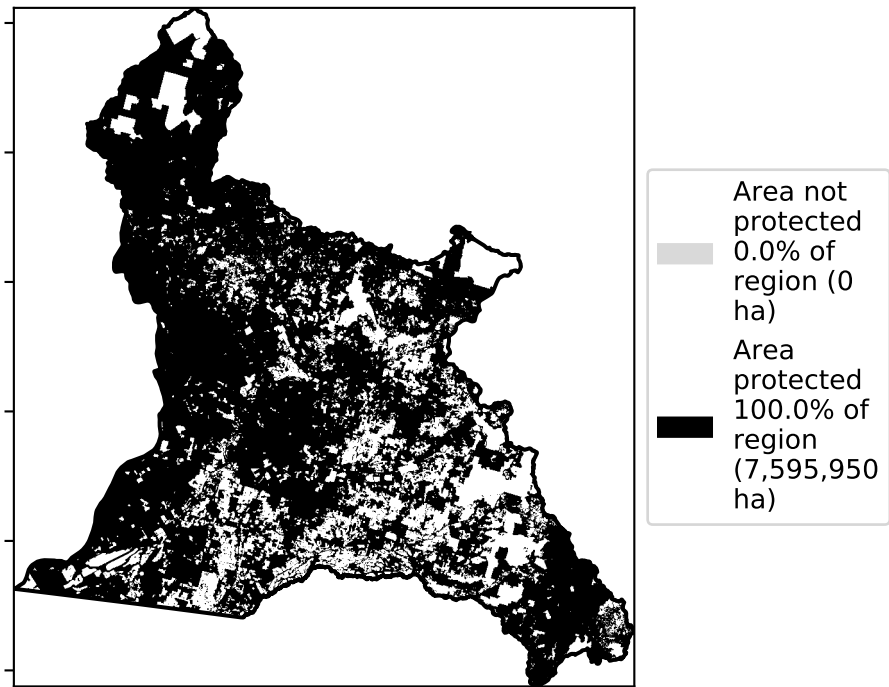 Area not
protected
0.0% of
region (0
ha)
Area
protected
100.0% of
region
(7,595,950
ha)